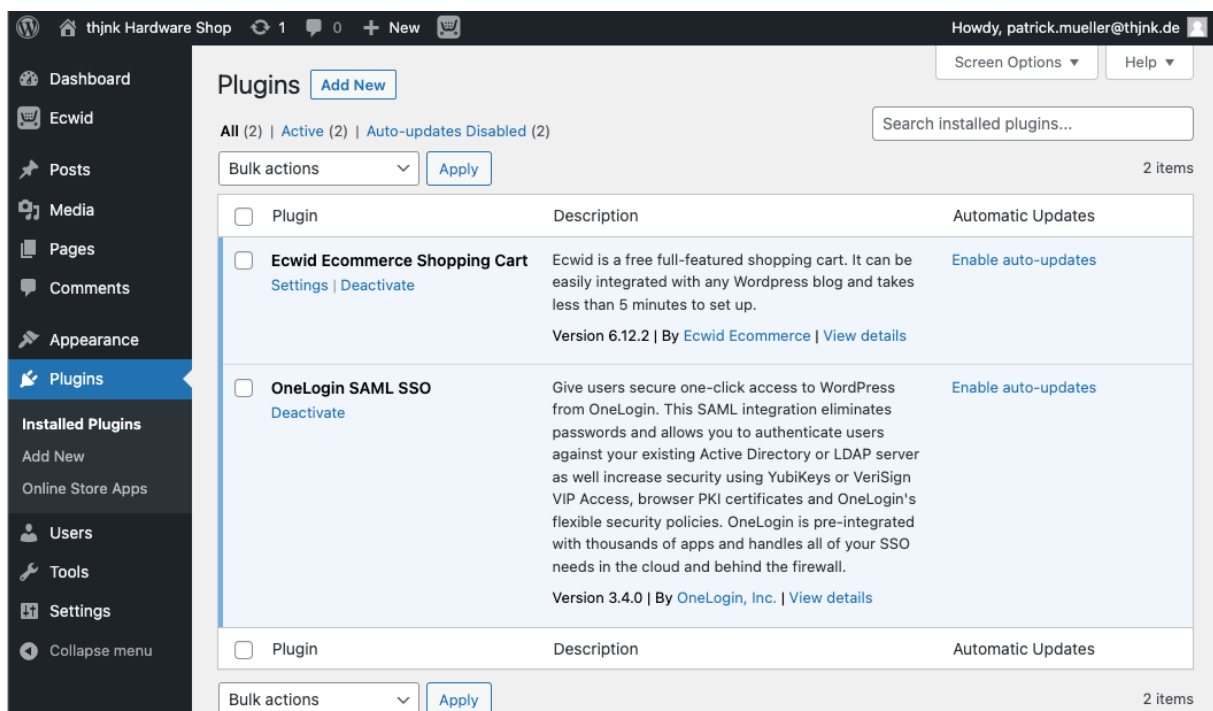 thjnk Hardware Shop 1 0 + New Howdy, patrick.mueller@thjnk.de
Dashboard
Ecwid
Posts
Media
Pages
Comments
Appearance
Plugins
Installed Plugins
Add New
Online Store Apps
Users
Tools
Settings
Collapse menu
Screen Options ▼ Help ▼
Plugins Add New
All (2) | Active (2) | Auto-updates Disabled (2)
Search installed plugins...
Bulk actions Apply
2 items
Plugin Description Automatic Updates
Ecwid Ecommerce Shopping Cart
Settings | Deactivate
Ecwid is a free full-featured shopping cart. It can be
easily integrated with any Wordpress blog and takes
less than 5 minutes to set up.
Version 6.12.2 | By Ecwid Ecommerce | View details
Enable auto-updates
OneLogin SAML SSO
Deactivate
Give users secure one-click access to WordPress
from OneLogin. This SAML integration eliminates
passwords and allows you to authenticate users
against your existing Active Directory or LDAP server
as well increase security using YubiKeys or VeriSign
VIP Access, browser PKI certificates and OneLogin's
flexible security policies. OneLogin is pre-integrated
with thousands of apps and handles all of your SSO
needs in the cloud and behind the firewall.
Version 3.4.0 | By OneLogin, Inc. | View details
Enable auto-updates
Plugin Description Automatic Updates
Bulk actions Apply
2 items